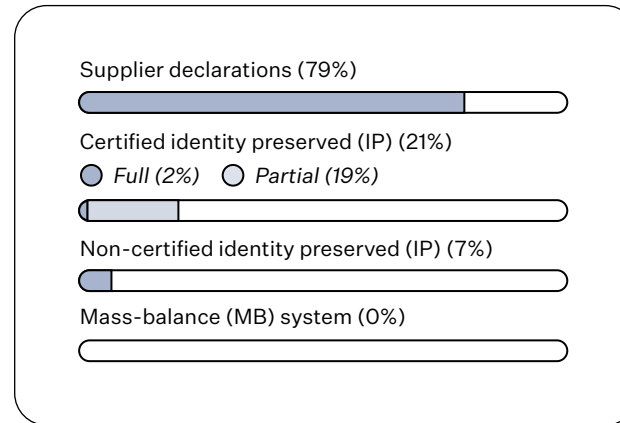 Supplier declarations (79%)
Certified identity preserved (IP) (21%)
Full (2%) Partial (19%)
Non-certified identity preserved (IP) (7%)
Mass-balance (MB) system (0%)